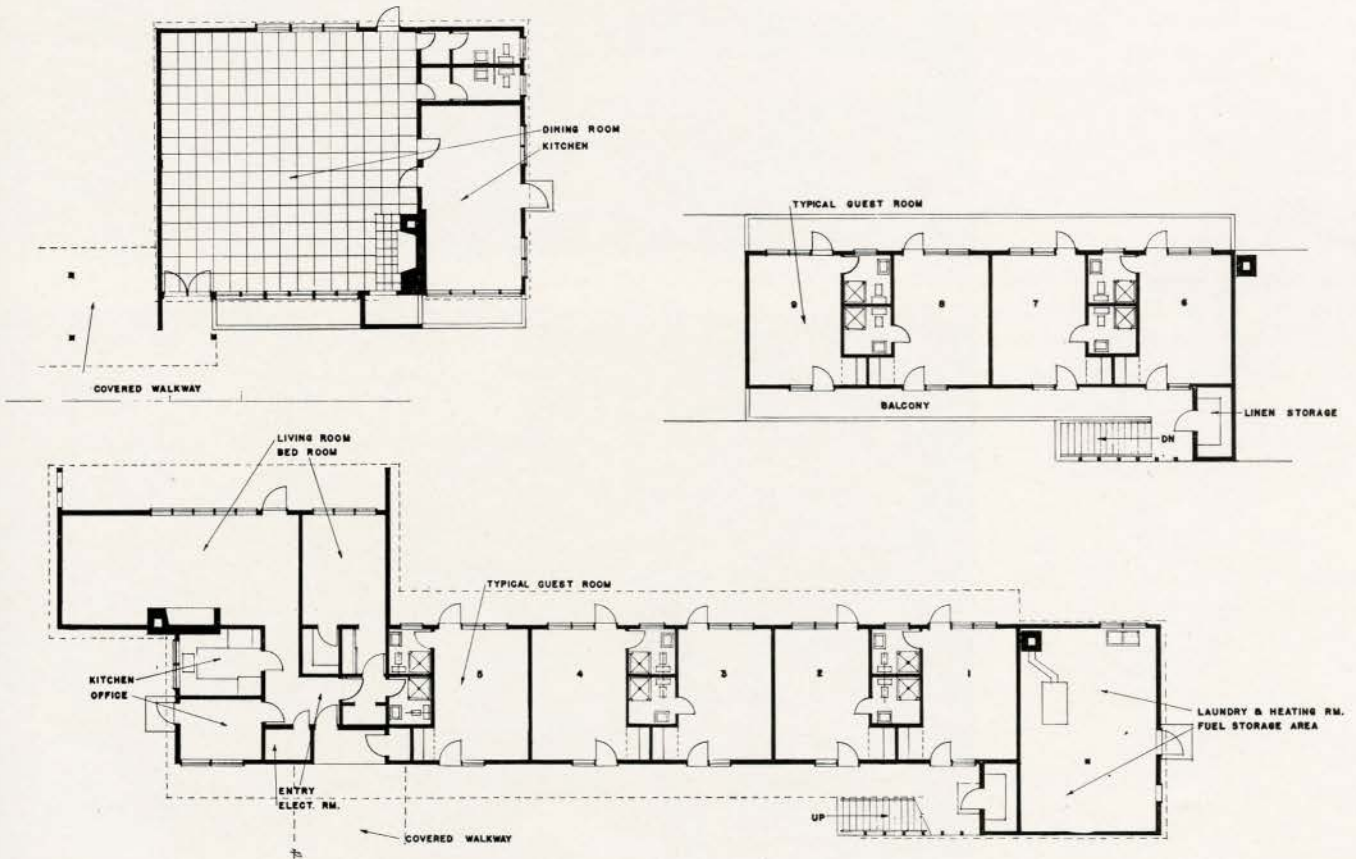 DINING ROOM
KITCHEN
COVERED WALKWAY
TYPICAL GUEST ROOM
9
8
7
6
BALCONY
LINEN STORAGE
DN
LIVING ROOM
BED ROOM
TYPICAL GUEST ROOM
5
4
3
2
1
KITCHEN
OFFICE
LAUNDRY & HEATING RM.
FUEL STORAGE AREA
ENTRY
ELECT. RM.
UP
COVERED WALKWAY